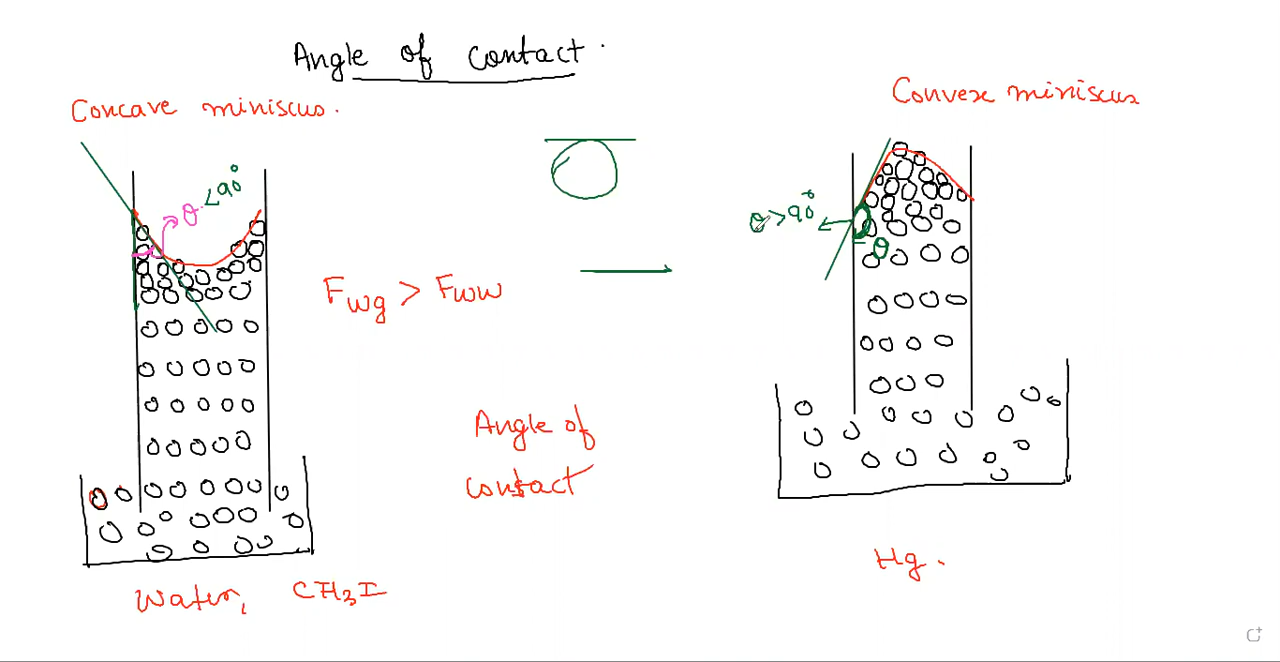 Angle of contact.
Concave miniscus.
Convex miniscus
θ < 90°
θ > 90°
θ
Fwg > Fww
Angle of
contact
Water, CH3I
Hg.